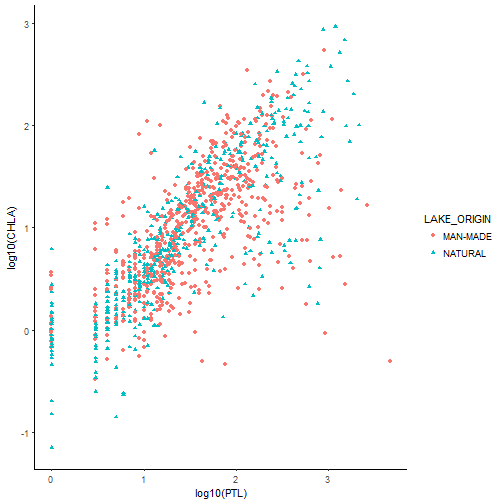 3
2
1
0
-1
log10(CHLA)
0
1
2
3
log10(PTL)
LAKE_ORIGIN
MAN-MADE
NATURAL